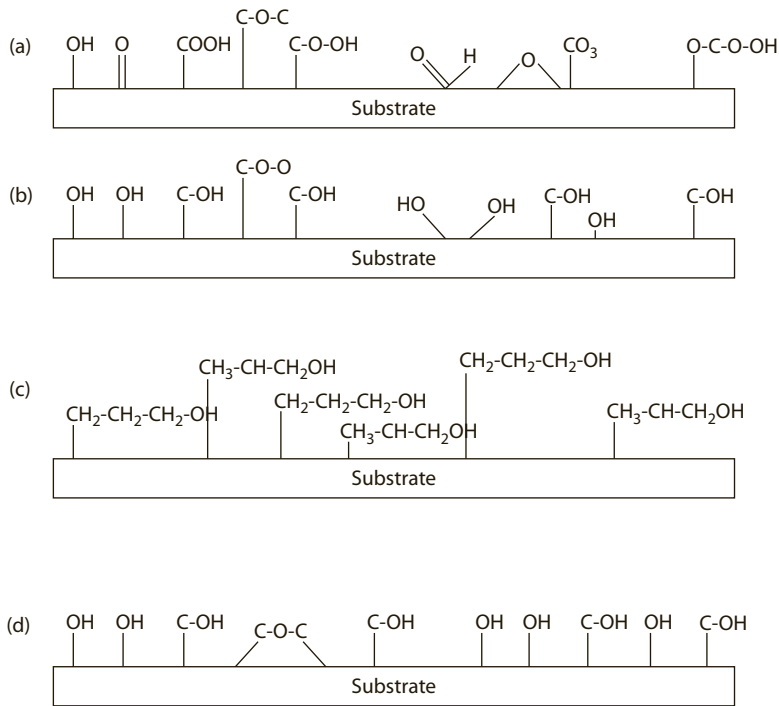 C-O-C
(a) OH O COOH C-O-OH O H O CO₃ O-C-O-OH
Substrate
C-O-O
(b) OH OH C-OH C-OH HO OH C-OH OH C-OH
Substrate
CH₃-CH-CH₂OH CH₂-CH₂-CH₂-OH
(c) CH₂-CH₂-CH₂-OH CH₂-CH₂-CH₂-OH CH₃-CH-CH₂OH CH₃-CH-CH₂OH
Substrate
(d) OH OH C-OH C-O-C C-OH OH OH C-OH OH C-OH
Substrate